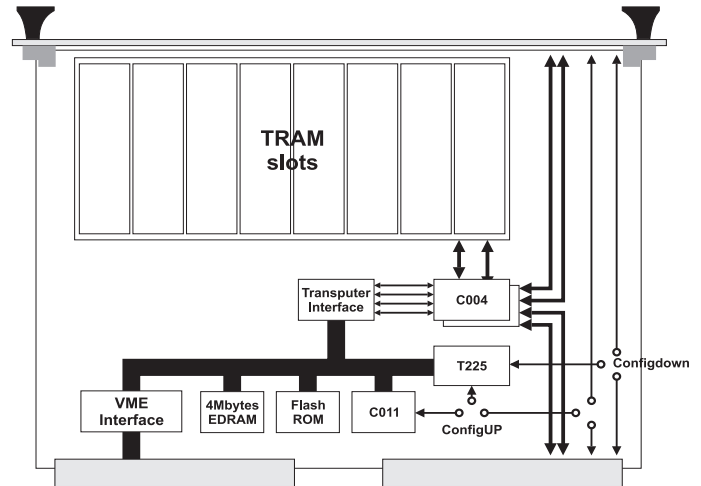 TRAM
slots
Transputer
Interface
C004
T225
Configdown
VME
Interface
4Mbytes
EDRAM
Flash
ROM
C011
ConfigUP